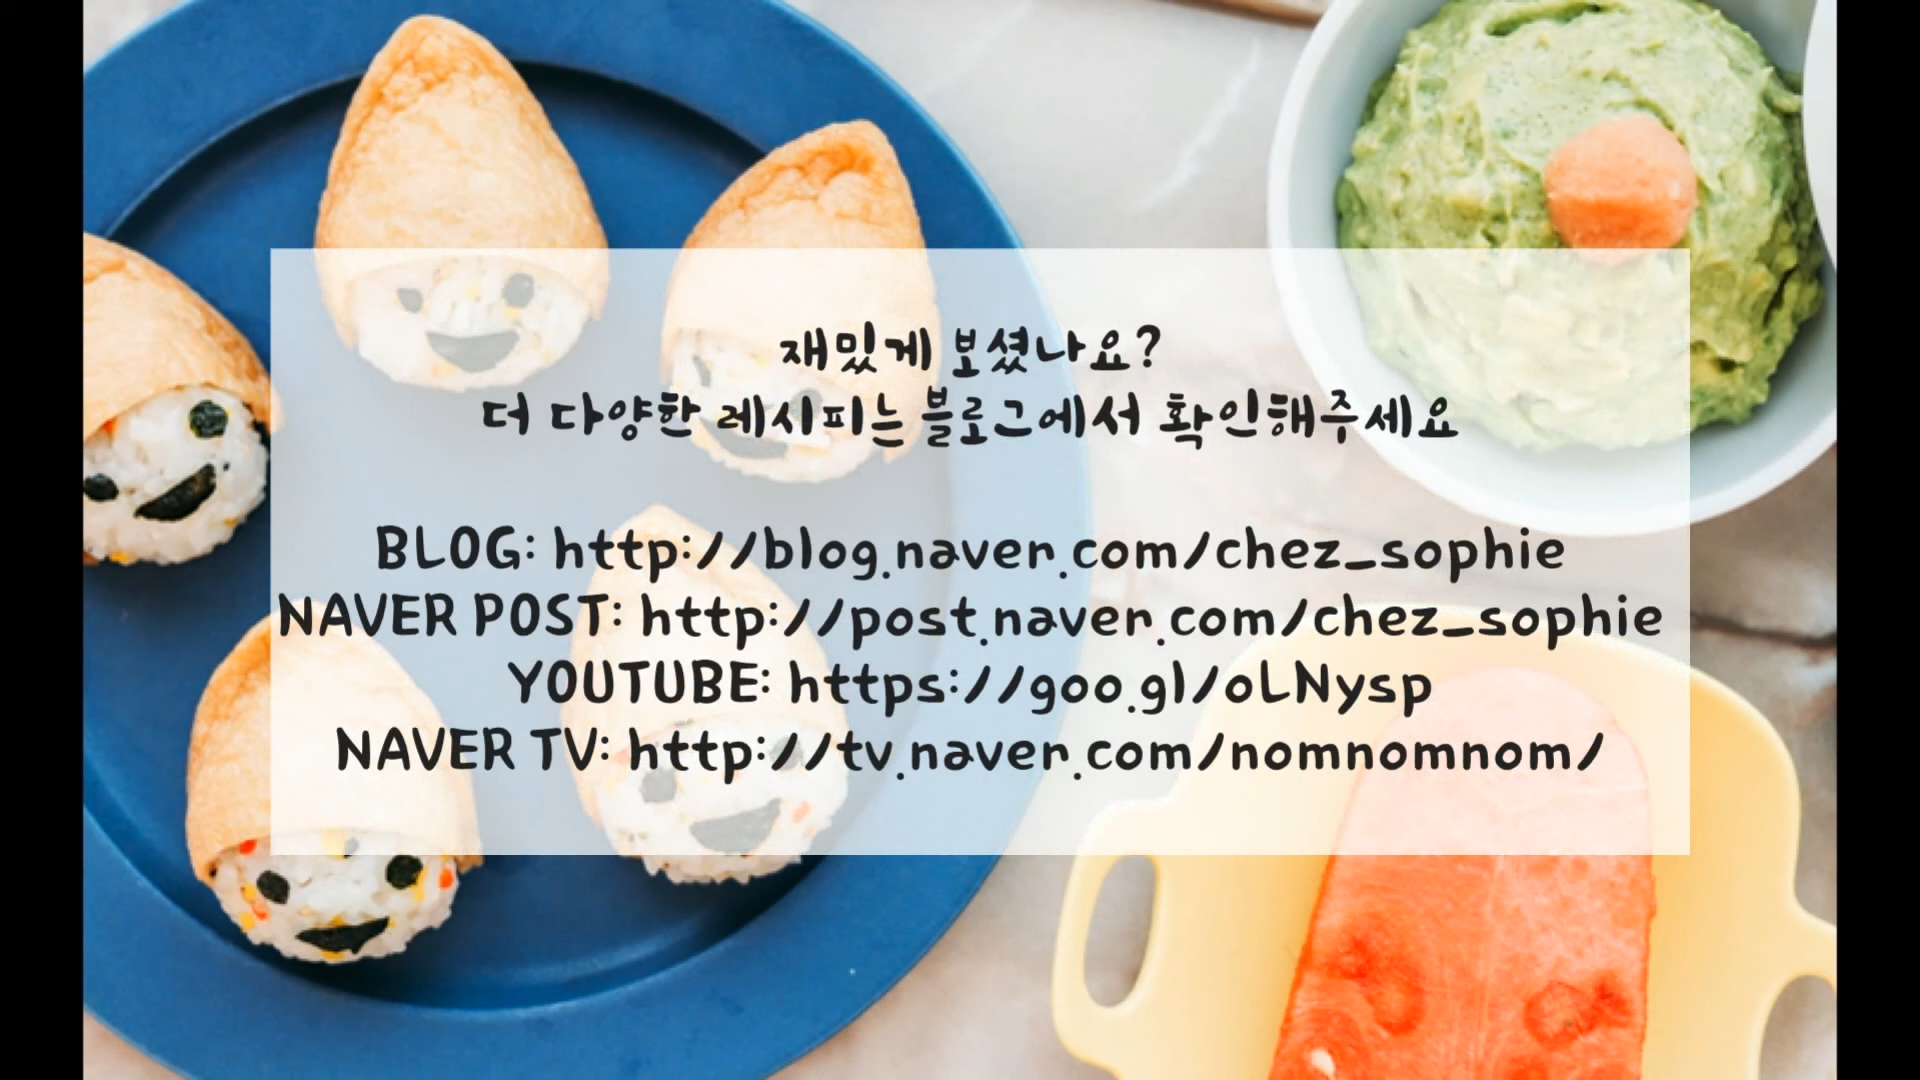 재밌게 보셨나요?
더 다양한 레시피는 블로그에서 확인해주세요
BLOG: http://blog.naver.com/chez_sophie
NAVER POST: http://post.naver.com/chez_sophie
YOUTUBE: https://goo.gl/oLNysp
NAVER TV: http://tv.naver.com/nomnomnom/